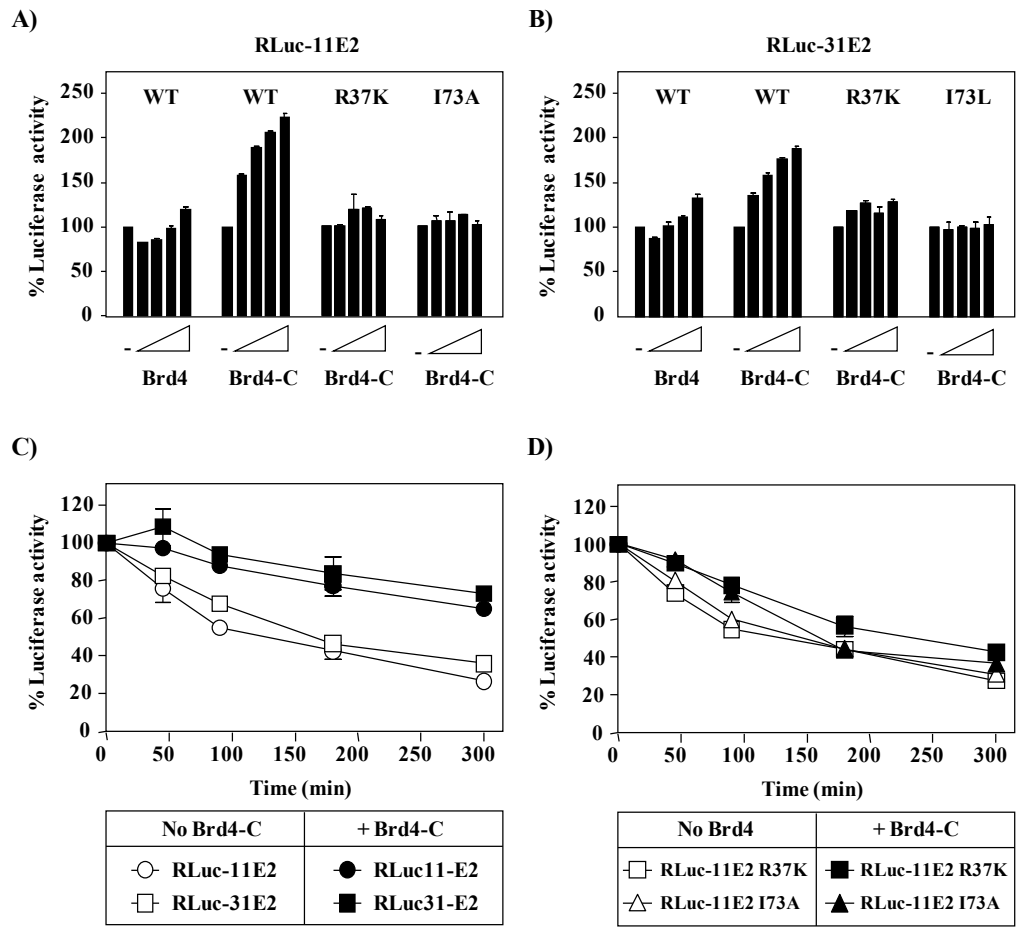 A)
RLuc-11E2
% Luciferase activity
250
200
150
100
50
0
WT WT R37K I73A
- - - -
Brd4 Brd4-C Brd4-C Brd4-C
B)
RLuc-31E2
% Luciferase activity
250
200
150
100
50
0
WT WT R37K I73L
- - - -
Brd4 Brd4-C Brd4-C Brd4-C
C)
% Luciferase activity
120
100
80
60
40
20
0
0 50 100 150 200 250 300
Time (min)
No Brd4-C + Brd4-C
RLuc-11E2 RLuc11-E2
RLuc-31E2 RLuc31-E2
D)
% Luciferase activity
120
100
80
60
40
20
0
0 50 100 150 200 250 300
Time (min)
No Brd4 + Brd4-C
RLuc-11E2 R37K RLuc-11E2 R37K
RLuc-11E2 I73A RLuc-11E2 I73A